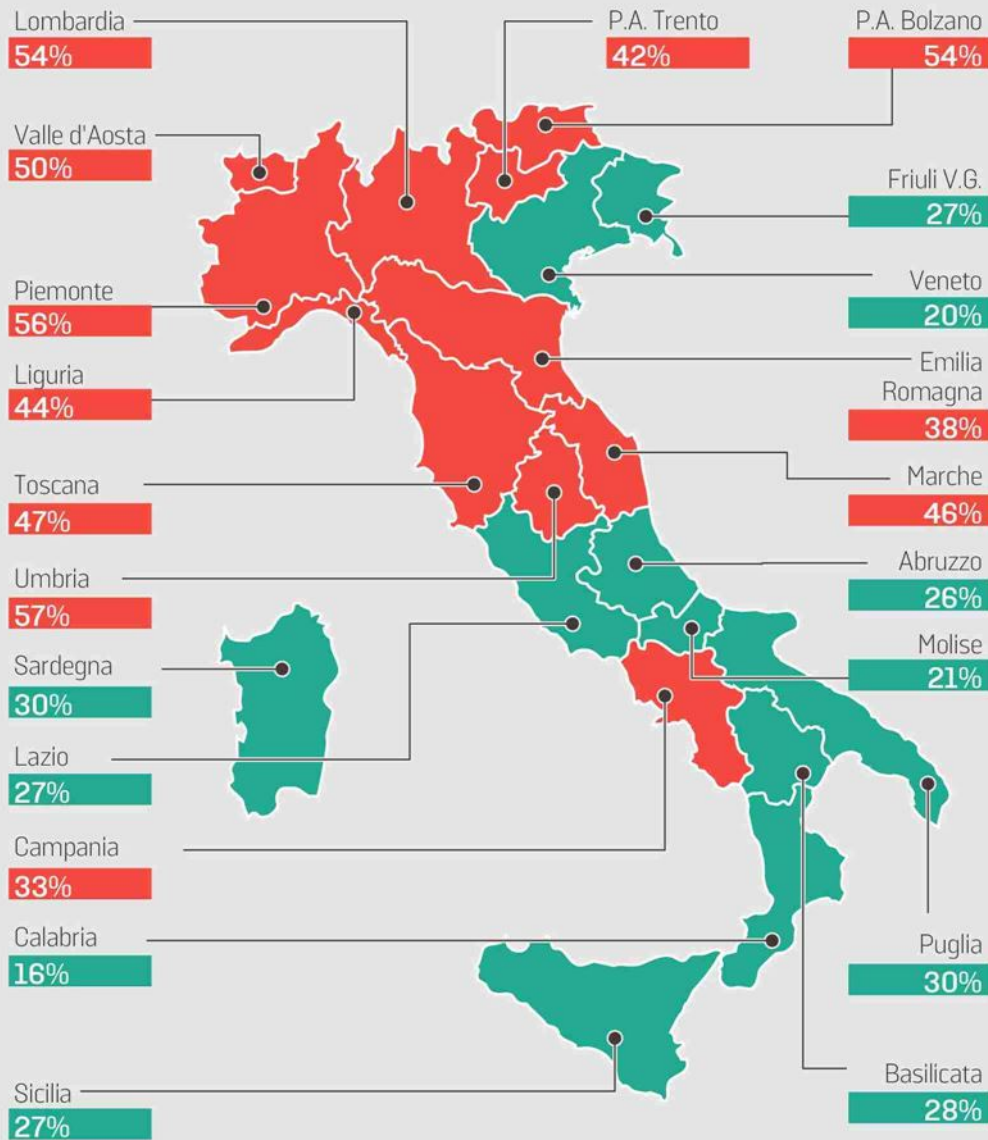 Lombardia
54%
P.A. Trento
42%
P.A. Bolzano
54%
Valle d'Aosta
50%
Friuli V.G.
27%
Veneto
20%
Piemonte
56%
Liguria
44%
Emilia
Romagna
38%
Toscana
47%
Marche
46%
Umbria
57%
Abruzzo
26%
Sardegna
30%
Molise
21%
Lazio
27%
Campania
33%
Calabria
16%
Puglia
30%
Sicilia
27%
Basilicata
28%